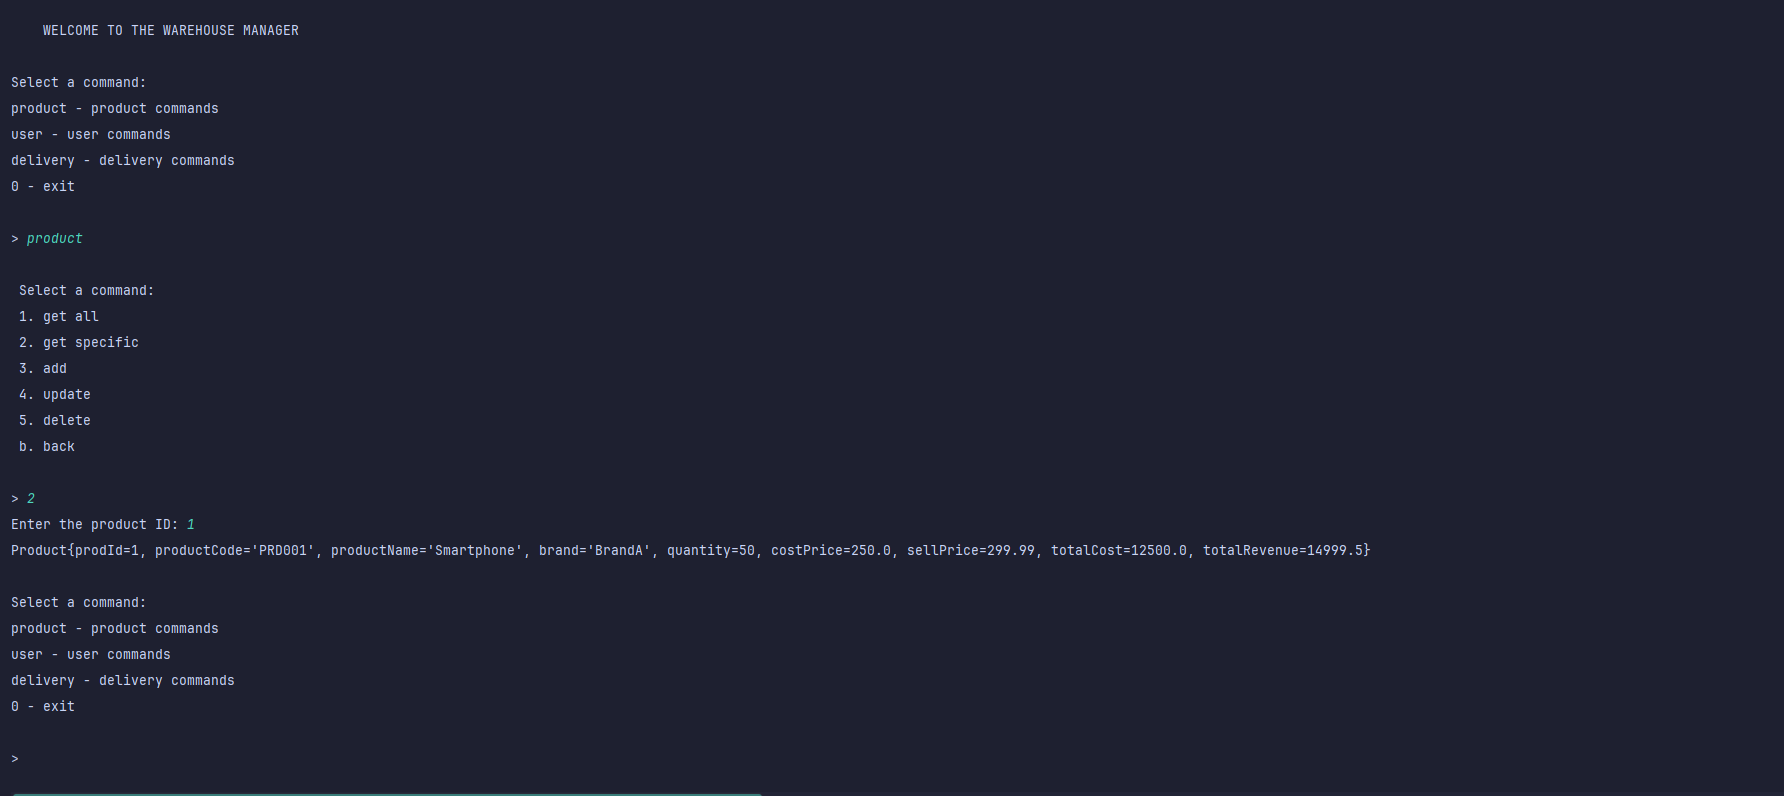 WELCOME TO THE WAREHOUSE MANAGER
Select a command:
product - product commands
user - user commands
delivery - delivery commands
0 - exit
> product
Select a command:
1. get all
2. get specific
3. add
4. update
5. delete
b. back
> 2
Enter the product ID: 1
Product{prodId=1, productCode='PRD001', productName='Smartphone', brand='BrandA', quantity=50, costPrice=250.0, sellPrice=299.99, totalCost=12500.0, totalRevenue=14999.5}
Select a command:
product - product commands
user - user commands
delivery - delivery commands
0 - exit
>